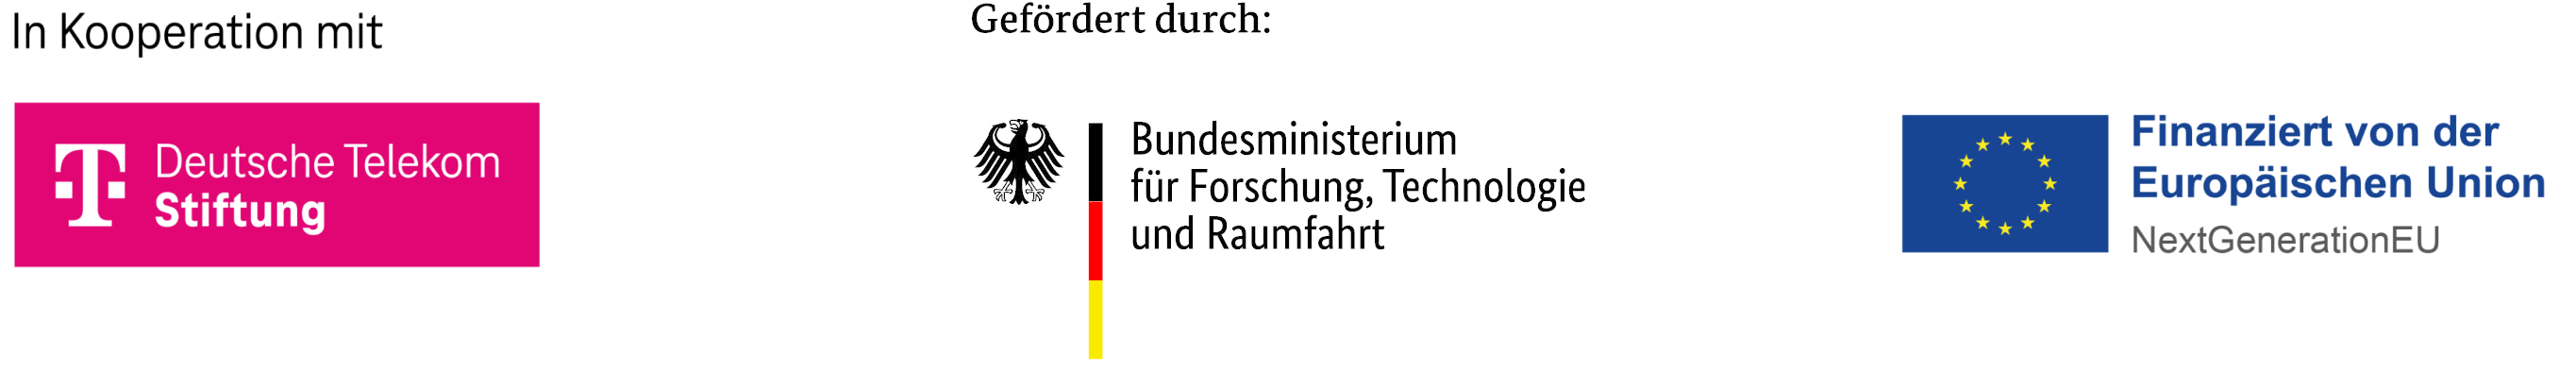 In Kooperation mit
Deutsche Telekom
Stiftung
Gefördert durch:
Bundesministerium
für Forschung, Technologie
und Raumfahrt
Finanziert von der
Europäischen Union
NextGenerationEU